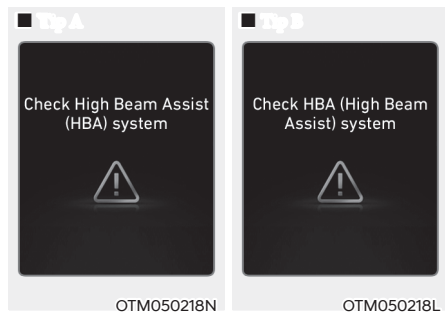 Check High Beam Assist
(HBA) system
OTM050218N
Check HBA (High Beam
Assist) system
OTM050218L